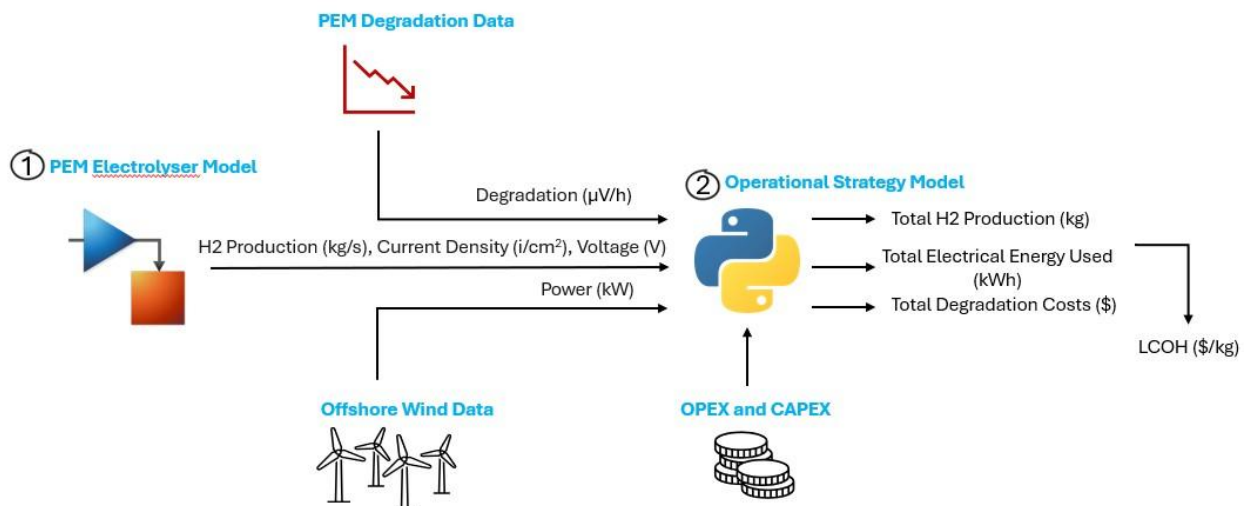 PEM Degradation Data
1 PEM Electrolyser Model
Degradation (µV/h)
2 Operational Strategy Model
H2 Production (kg/s), Current Density (i/cm²), Voltage (V)
Power (kW)
Total H2 Production (kg)
Total Electrical Energy Used
(kWh)
Total Degradation Costs ($)
LCOH ($/kg)
Offshore Wind Data
OPEX and CAPEX